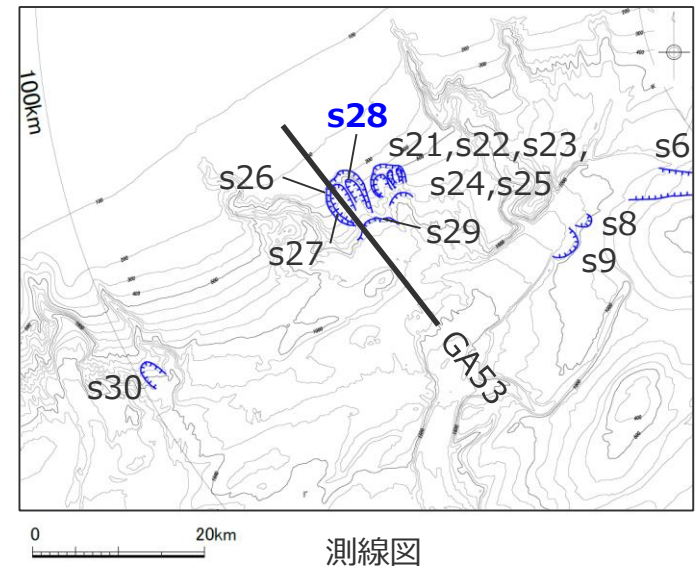 100km
s28
s21,s22,s23,
s24,s25
s6
s26
s27
s29
s8
s9
s30
GA53
0 20km
測線図